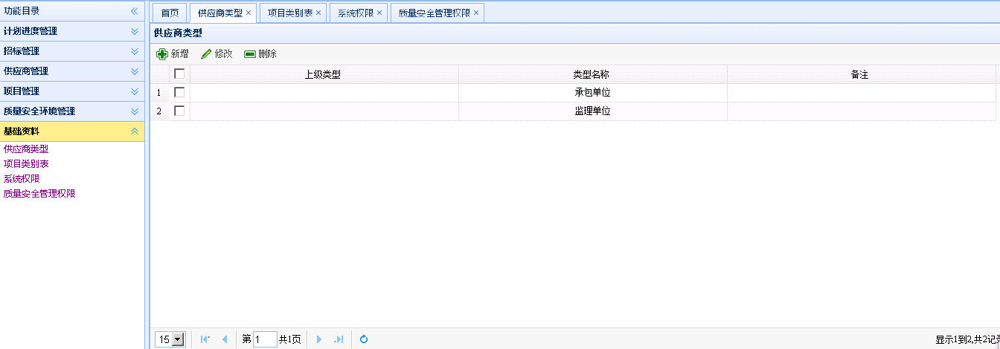 功能目录
计划进度管理
招标管理
供应商管理
项目管理
质量安全环境管理
基础资料
供应商类型
项目类别表
系统权限
质量安全管理权限
首页 供应商类型 项目类别表 系统权限 质量安全管理权限
供应商类型
新增 修改 删除
上级类型 类型名称 备注
1 承包单位
2 监理单位
15 第 1 共1页 显示1到2,共2记录